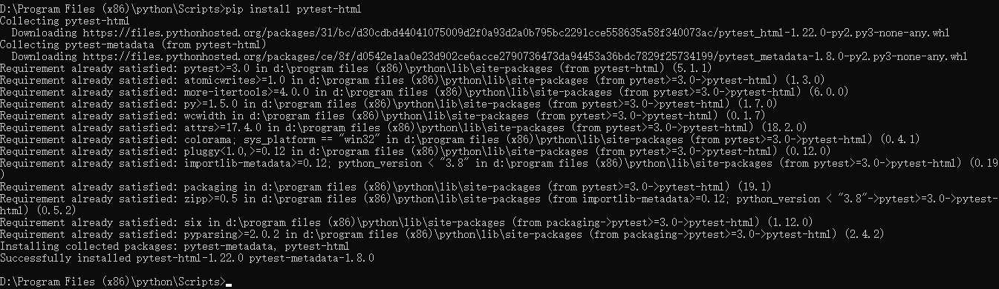 D:\Program Files (x86)\python\Scripts>pip install pytest-html
Collecting pytest-html
  Downloading https://files.pythonhosted.org/packages/31/bc/d30cdbd44041075009d2f0a93d2a0b795bc2291cce558635a58f340073ac/pytest_html-1.22.0-py2.py3-none-any.whl
Collecting pytest-metadata (from pytest-html)
  Downloading https://files.pythonhosted.org/packages/ce/8f/d0542e1aa0e23d902ce6acce2790736473da94453a36bdc7829f25734199/pytest_metadata-1.8.0-py2.py3-none-any.whl
Requirement already satisfied: pytest>=3.0 in d:\program files (x86)\python\lib\site-packages (from pytest-html) (5.1.1)
Requirement already satisfied: atomicwrites>=1.0 in d:\program files (x86)\python\lib\site-packages (from pytest>=3.0->pytest-html) (1.3.0)
Requirement already satisfied: more-itertools>=4.0.0 in d:\program files (x86)\python\lib\site-packages (from pytest>=3.0->pytest-html) (6.0.0)
Requirement already satisfied: py>=1.5.0 in d:\program files (x86)\python\lib\site-packages (from pytest>=3.0->pytest-html) (1.7.0)
Requirement already satisfied: wcwidth in d:\program files (x86)\python\lib\site-packages (from pytest>=3.0->pytest-html) (0.1.7)
Requirement already satisfied: attrs>=17.4.0 in d:\program files (x86)\python\lib\site-packages (from pytest>=3.0->pytest-html) (18.2.0)
Requirement already satisfied: colorama; sys_platform == "win32" in d:\program files (x86)\python\lib\site-packages (from pytest>=3.0->pytest-html) (0.4.1)
Requirement already satisfied: pluggy<1.0,>=0.12 in d:\program files (x86)\python\lib\site-packages (from pytest>=3.0->pytest-html) (0.12.0)
Requirement already satisfied: importlib-metadata>=0.12; python_version < "3.8" in d:\program files (x86)\python\lib\site-packages (from pytest>=3.0->pytest-html) (0.19
)
Requirement already satisfied: packaging in d:\program files (x86)\python\lib\site-packages (from pytest>=3.0->pytest-html) (19.1)
Requirement already satisfied: zipp>=0.5 in d:\program files (x86)\python\lib\site-packages (from importlib-metadata>=0.12; python_version < "3.8"->pytest>=3.0->pytest-
html) (0.5.2)
Requirement already satisfied: six in d:\program files (x86)\python\lib\site-packages (from packaging->pytest>=3.0->pytest-html) (1.12.0)
Requirement already satisfied: pyparsing>=2.0.2 in d:\program files (x86)\python\lib\site-packages (from packaging->pytest>=3.0->pytest-html) (2.4.2)
Installing collected packages: pytest-metadata, pytest-html
Successfully installed pytest-html-1.22.0 pytest-metadata-1.8.0
D:\Program Files (x86)\python\Scripts>